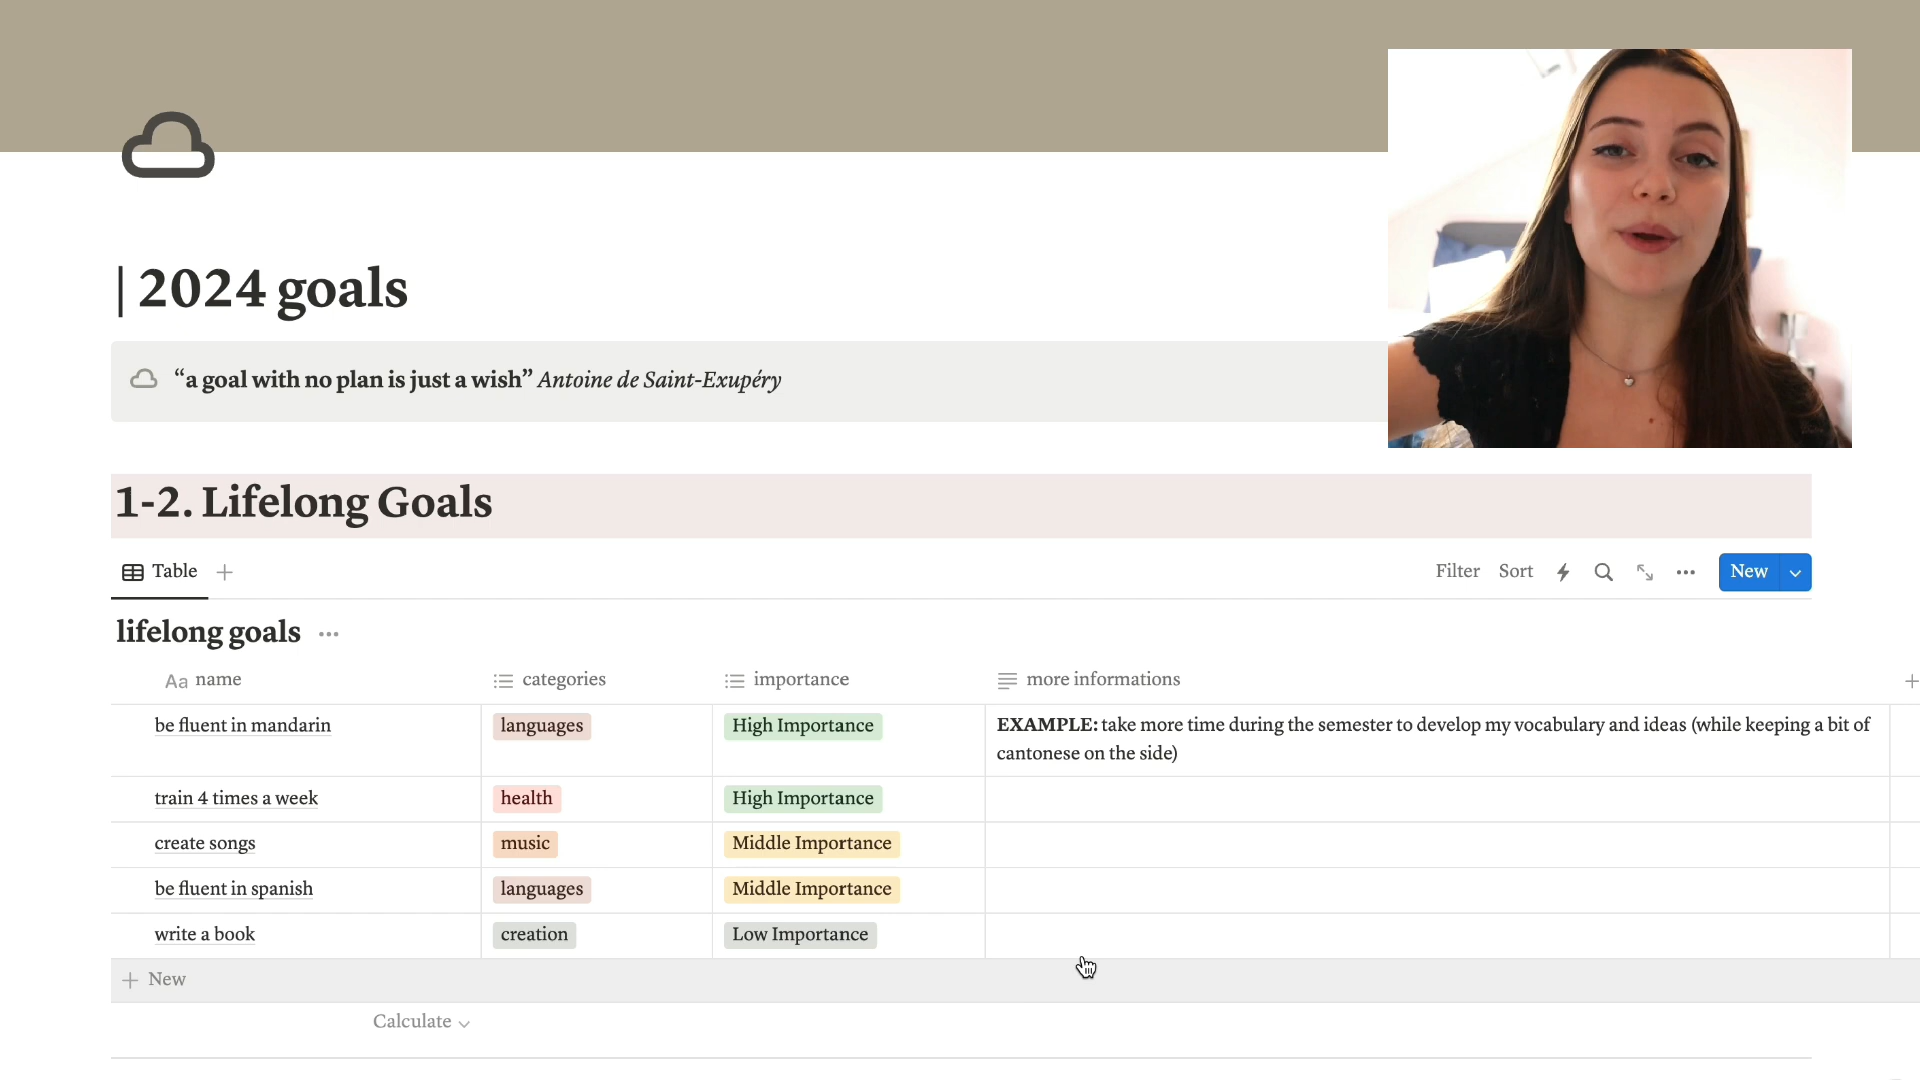 | 2024 goals
“a goal with no plan is just a wish” Antoine de Saint-Exupéry
1-2. Lifelong Goals
Table
Filter Sort New
lifelong goals
Aa name categories importance more informations
be fluent in mandarin languages High Importance EXAMPLE: take more time during the semester to develop my vocabulary and ideas (while keeping a bit of
cantonese on the side)
train 4 times a week health High Importance
create songs music Middle Importance
be fluent in spanish languages Middle Importance
write a book creation Low Importance
New
Calculate